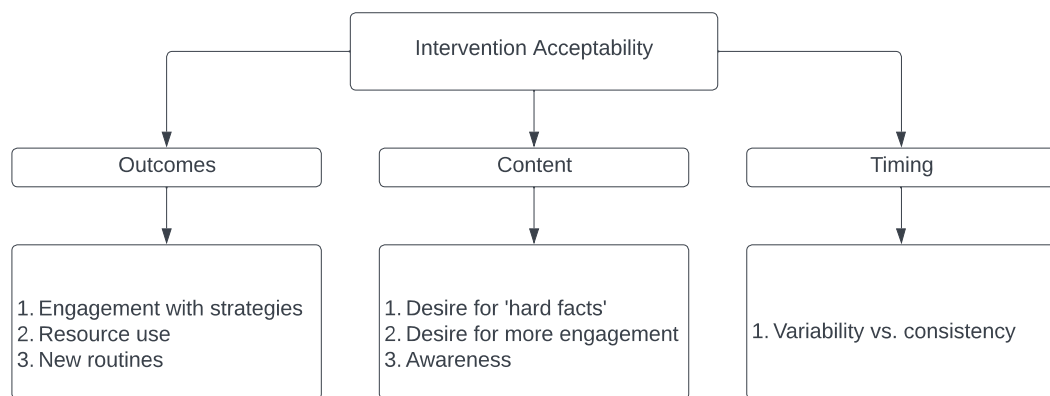 Intervention Acceptability
Outcomes
Content
Timing
1. Engagement with strategies
2. Resource use
3. New routines
1. Desire for 'hard facts'
2. Desire for more engagement
3. Awareness
1. Variability vs. consistency